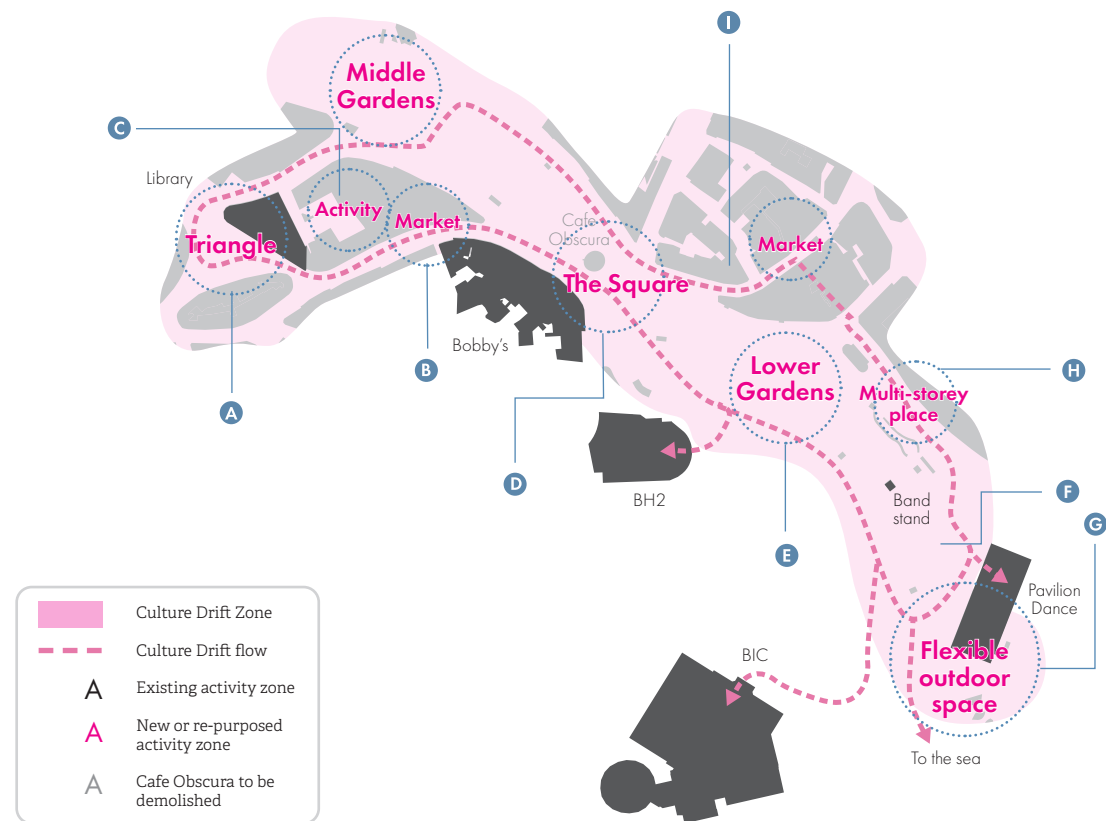 I
Middle
Gardens
C
Library
Activity
Market
Triangle
Cafe
Obscura
Market
The Square
Bobby's
B
A
Lower
Gardens
H
Multi-storey
place
D
BH2
Band
stand
F
G
E
Pavilion
Dance
BIC
Flexible
outdoor
space
To the sea
Culture Drift Zone
Culture Drift flow
A
Existing activity zone
A
New or re-purposed
activity zone
A
Cafe Obscura to be
demolished